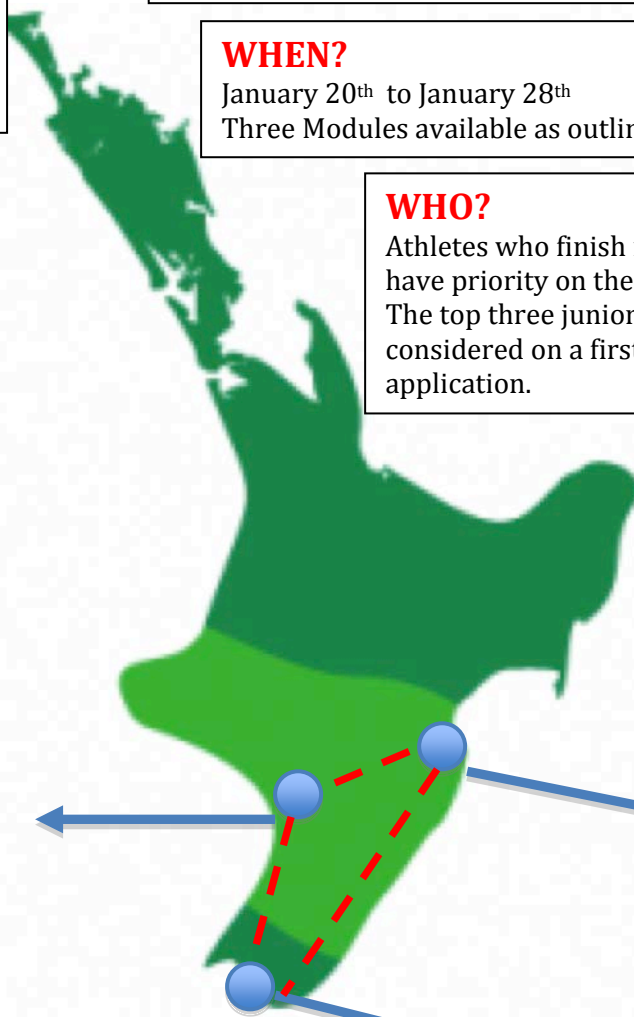 WHEN?
January 20th to January 28th
Three Modules available as outlin
WHO?
Athletes who finish
have priority on the
The top three junior
considered on a first
application.